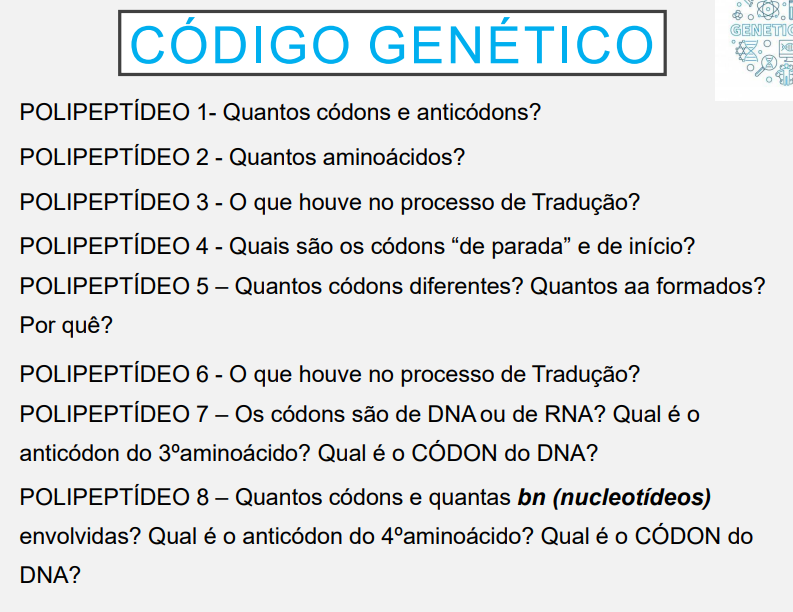 CÓDIGO GENÉTICO
GENETIC
POLIPEPTÍDEO 1- Quantos códons e anticódons?
POLIPEPTÍDEO 2 - Quantos aminoácidos?
POLIPEPTÍDEO 3 - O que houve no processo de Tradução?
POLIPEPTÍDEO 4 - Quais são os códons “de parada” e de início?
POLIPEPTÍDEO 5 – Quantos códons diferentes? Quantos aa formados?
Por quê?
POLIPEPTÍDEO 6 - O que houve no processo de Tradução?
POLIPEPTÍDEO 7 – Os códons são de DNA ou de RNA? Qual é o
anticódon do 3ºaminoácido? Qual é o CÓDON do DNA?
POLIPEPTÍDEO 8 – Quantos códons e quantas bn (nucleotídeos)
envolvidas? Qual é o anticódon do 4ºaminoácido? Qual é o CÓDON do
DNA?